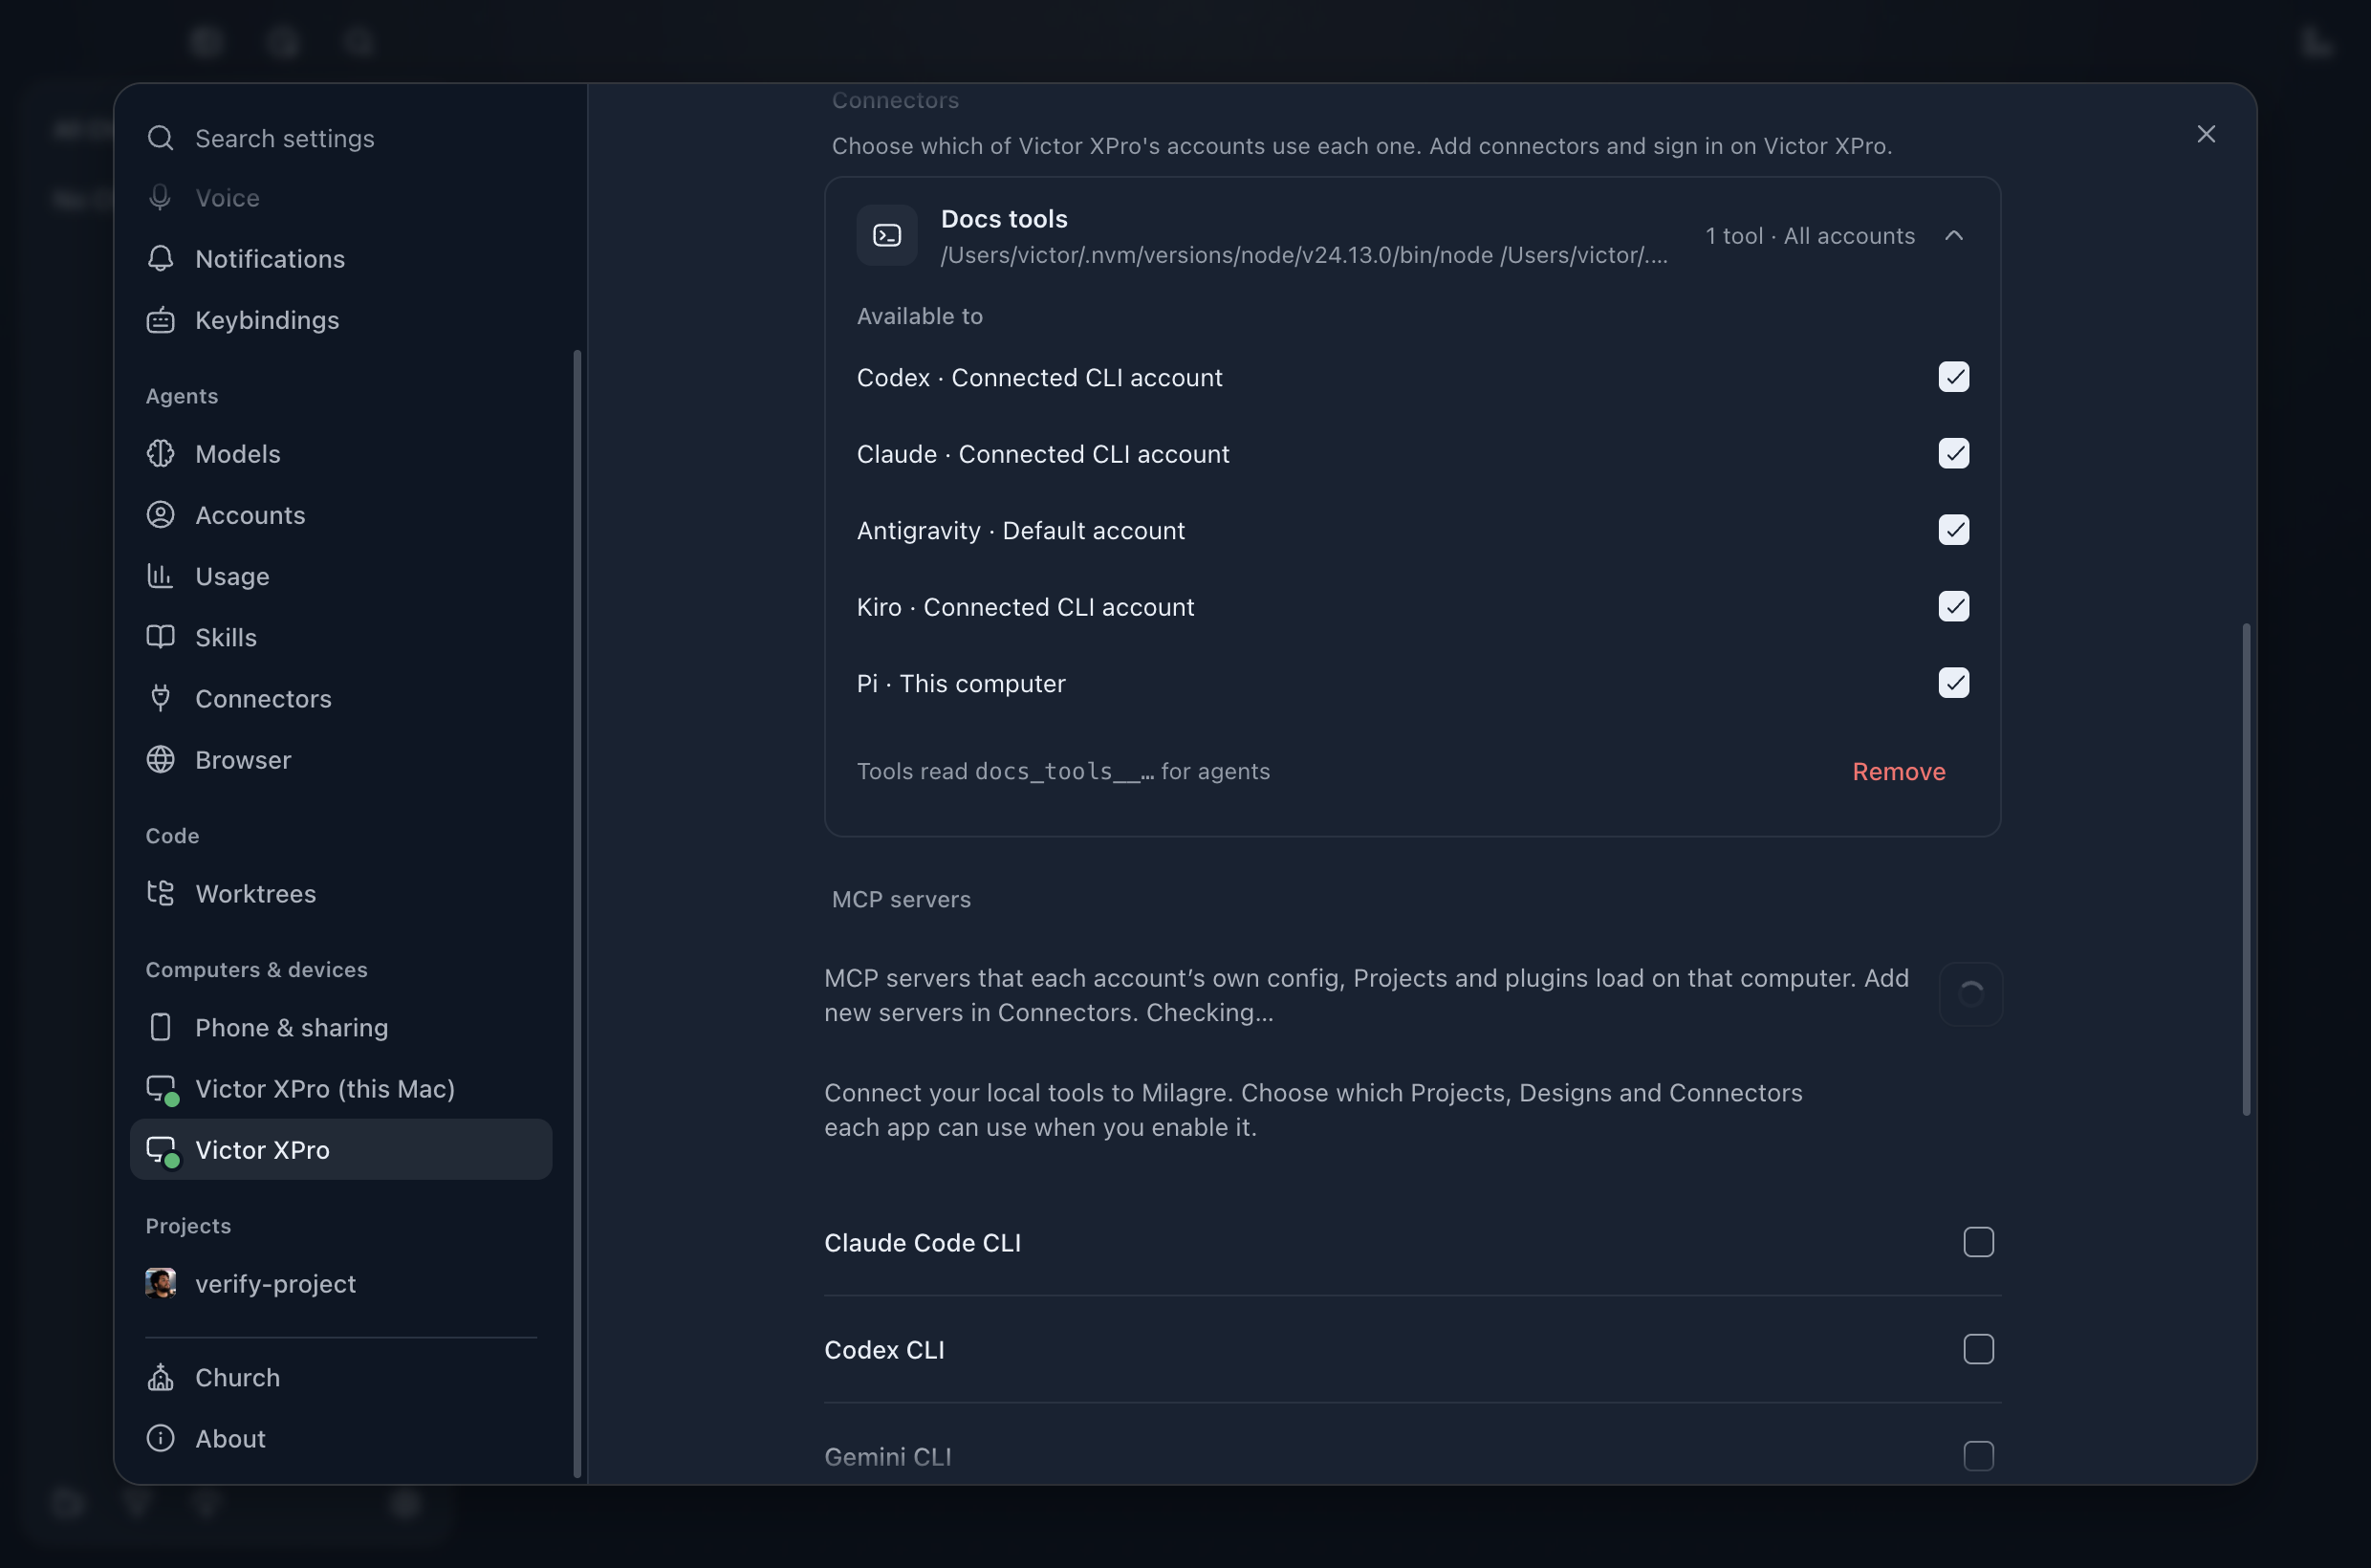 Search settings
Voice
Notifications
Keybindings
Agents
Models
Accounts
Usage
Skills
Connectors
Browser
Code
Worktrees
Computers & devices
Phone & sharing
Victor XPro (this Mac)
Victor XPro
Projects
verify-project
Church
About
Connectors
Choose which of Victor XPro's accounts use each one. Add connectors and sign in on Victor XPro.
Docs tools
/Users/victor/.nvm/versions/node/v24.13.0/bin/node /Users/victor/....
1 tool · All accounts
Available to
Codex · Connected CLI account
Claude · Connected CLI account
Antigravity · Default account
Kiro · Connected CLI account
Pi · This computer
Tools read docs_tools__… for agents
Remove
MCP servers
MCP servers that each account’s own config, Projects and plugins load on that computer. Add
new servers in Connectors. Checking…
Connect your local tools to Milagre. Choose which Projects, Designs and Connectors
each app can use when you enable it.
Claude Code CLI
Codex CLI
Gemini CLI